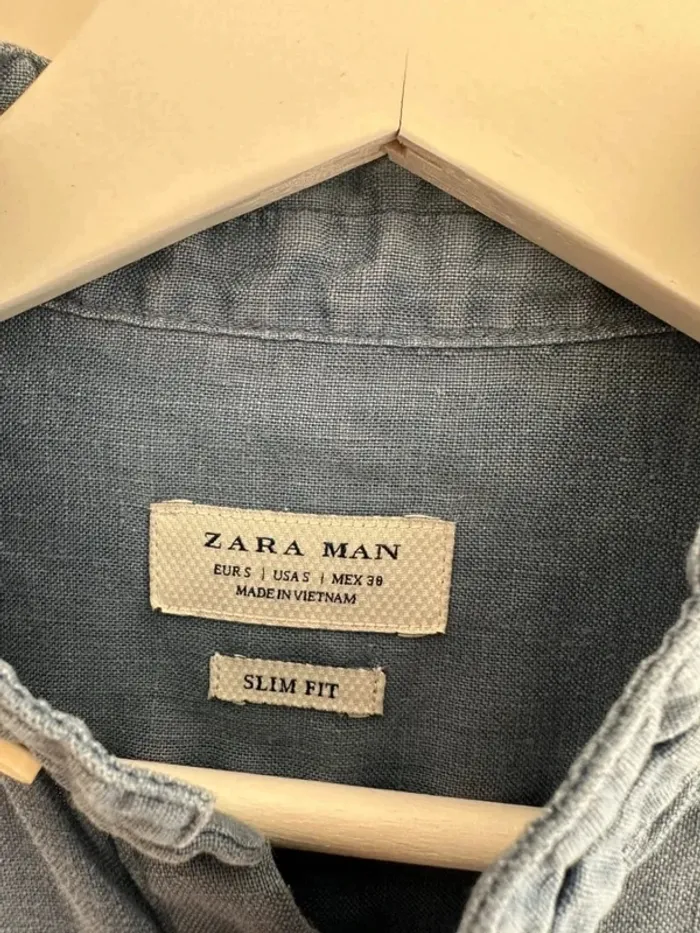 ZARA MAN
EUR S | USA S | MEX 38
MADE IN VIETNAM
SLIM FIT